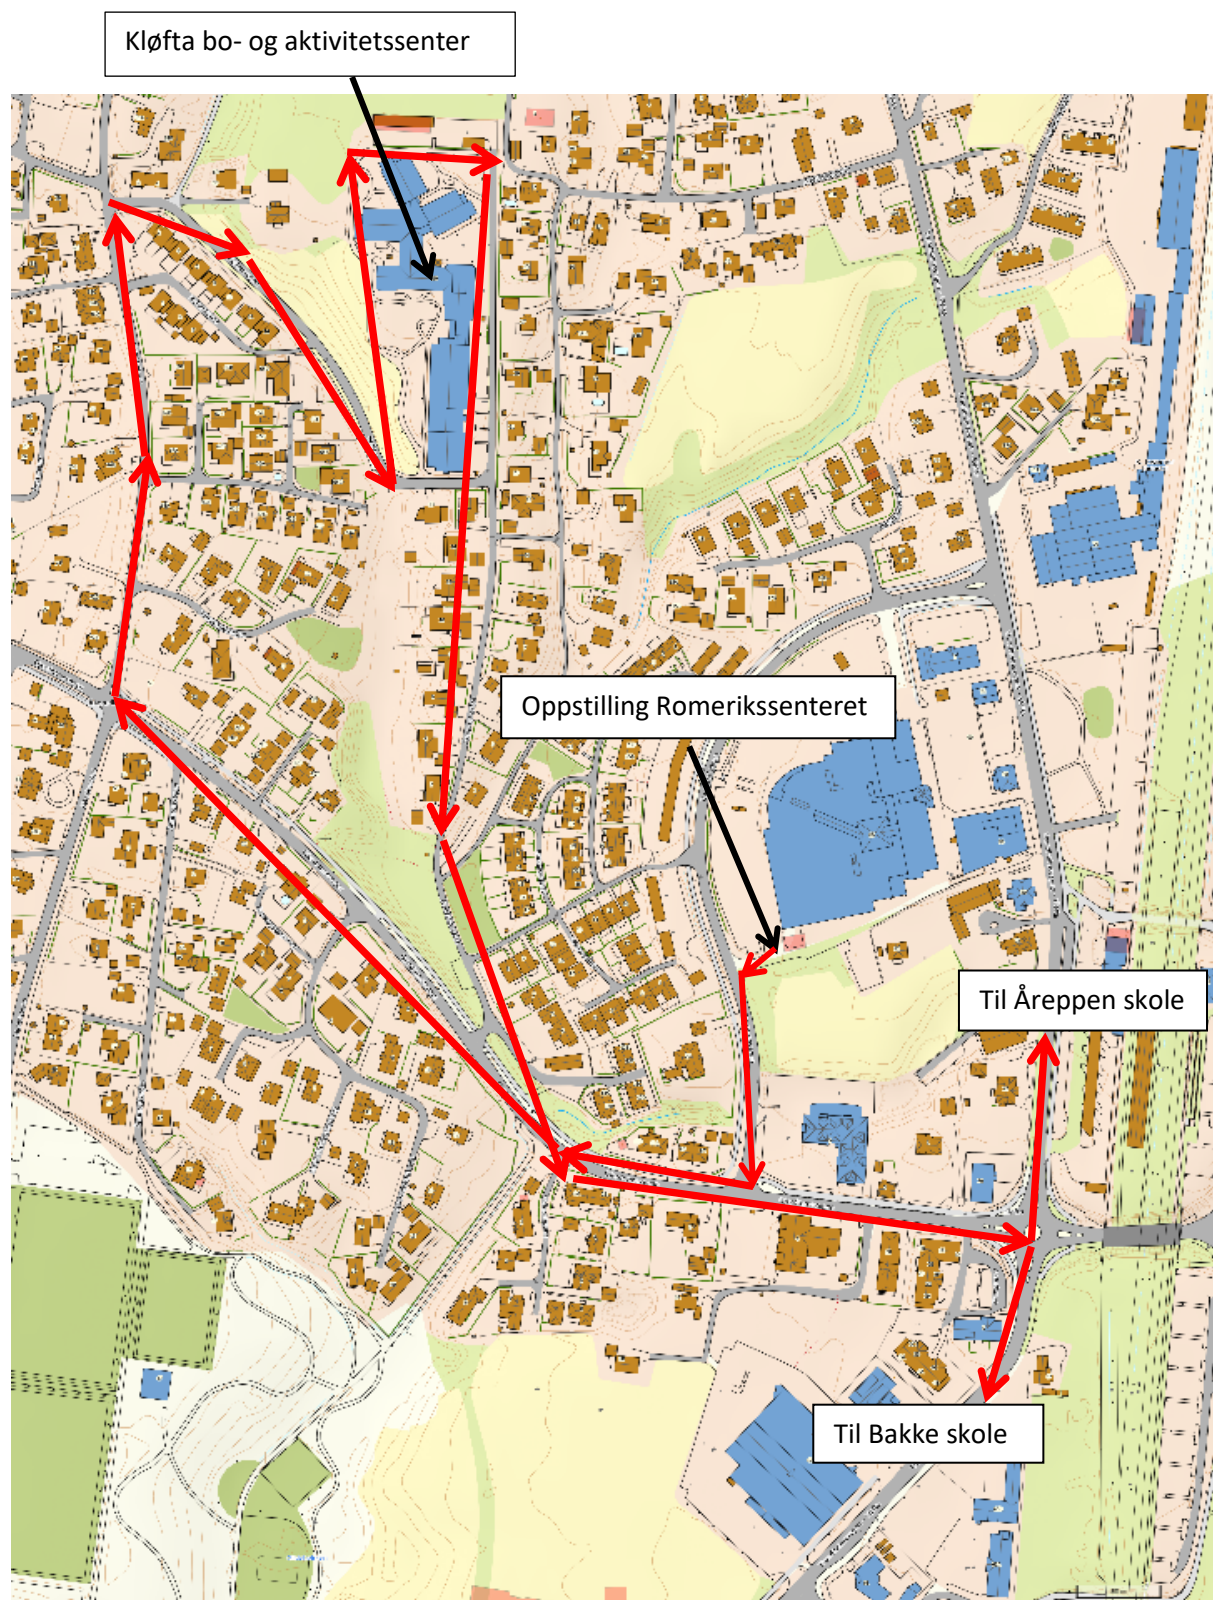 Kløfta bo- og aktivitetssenter
Oppstilling Romerikssenteret
Til Åreppen skole
Til Bakke skole